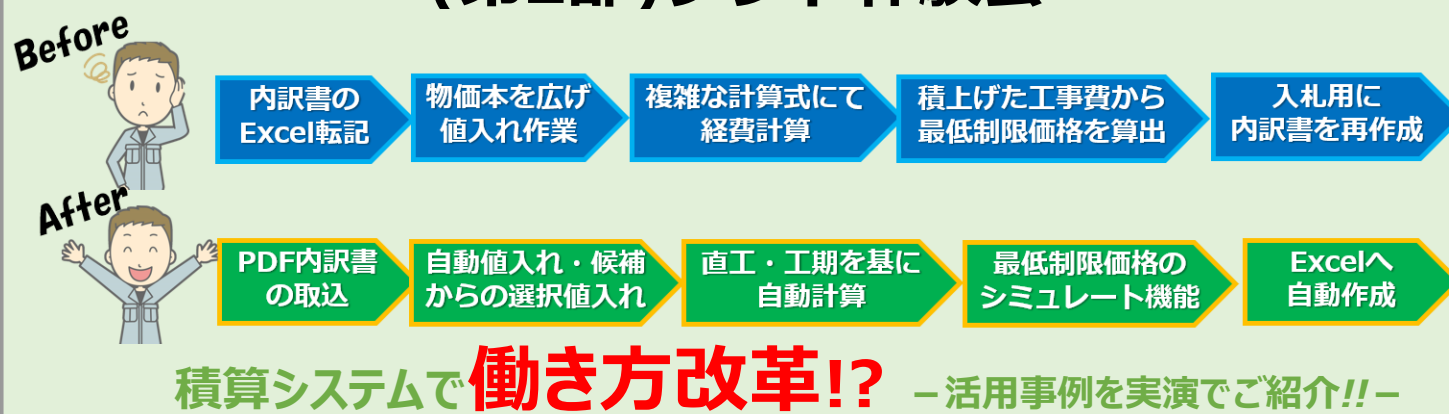 Before
内訳書の
Excel転記
物価本を広げ
値入れ作業
複雑な計算式にて
経費計算
積上げた工事費から
最低制限価格を算出
入札用に
内訳書を再作成
After
PDF内訳書
の取込
自動値入れ・候補
からの選択値入れ
直工・工期を基に
自動計算
最低制限価格の
シミュレート機能
Excelへ
自動作成
積算システムで働き方改革!? －活用事例を実演でご紹介!!－